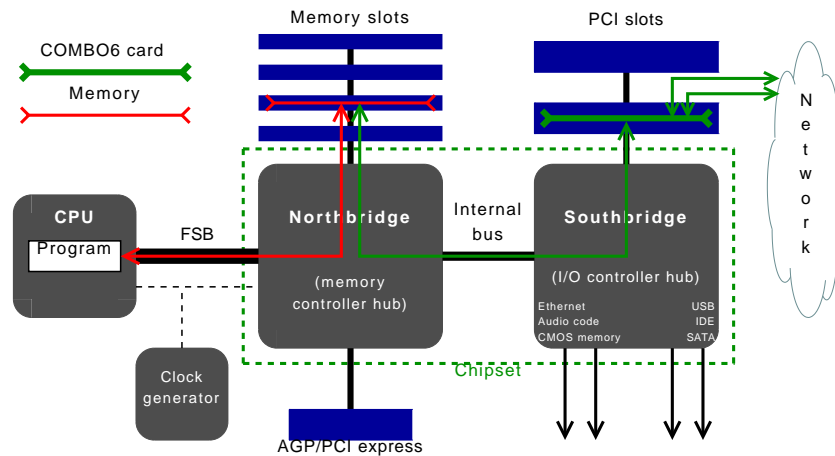 Memory slots
PCI slots
COMBO6 card
Memory
Network
CPU
Program
FSB
Northbridge
(memory
controller hub)
Internal
bus
Southbridge
(I/O controller hub)
Ethernet
USB
Audio code
IDE
CMOS memory
SATA
Chipset
Clock
generator
AGP/PCI express